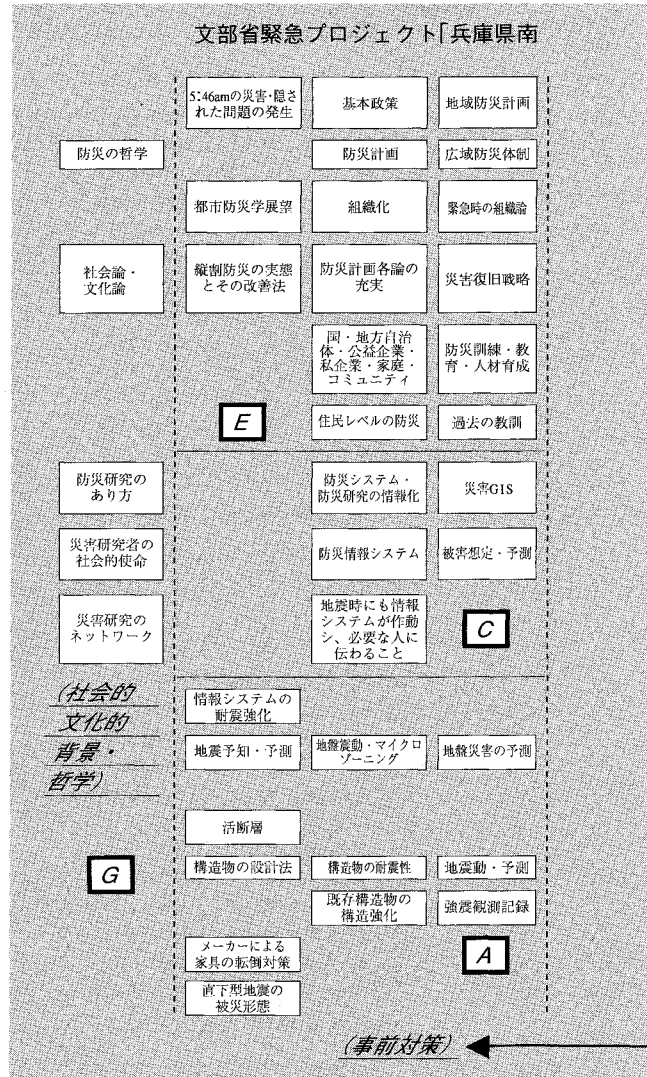 文部省緊急プロジェクト「兵庫県南
5:46amの災害・隠さ
れた問題の発生
基本政策
地域防災計画
防災の哲学
防災計画
広域防災体制
都市防災学展望
組織化
緊急時の組織論
社会論・
文化論
縦割防災の実態
とその改善法
防災計画各論の
充実
災害復旧戦略
国・地方自治
体・公益企業・
私企業・家庭・
コミュニティ
防災訓練・教
育・人材育成
E
住民レベルの防災
過去の教訓
防災研究の
あり方
防災システム・
防災研究の情報化
災害GIS
災害研究者の
社会的使命
防災情報システム
被害想定・予測
災害研究の
ネットワーク
地震時にも情報
システムが作動
シ、必要な人に
伝わること
C
(社会的
文化的
背景・
哲学)
情報システムの
耐震強化
地震予知・予測
地盤震動・マイクロ
ゾーニング
地盤災害の予測
活断層
G
構造物の設計法
構造物の耐震性
地震動・予測
既存構造物の
構造強化
強震観測記録
メーカーによる
家具の転倒対策
A
直下型地震の
被災形態
(事前対策)